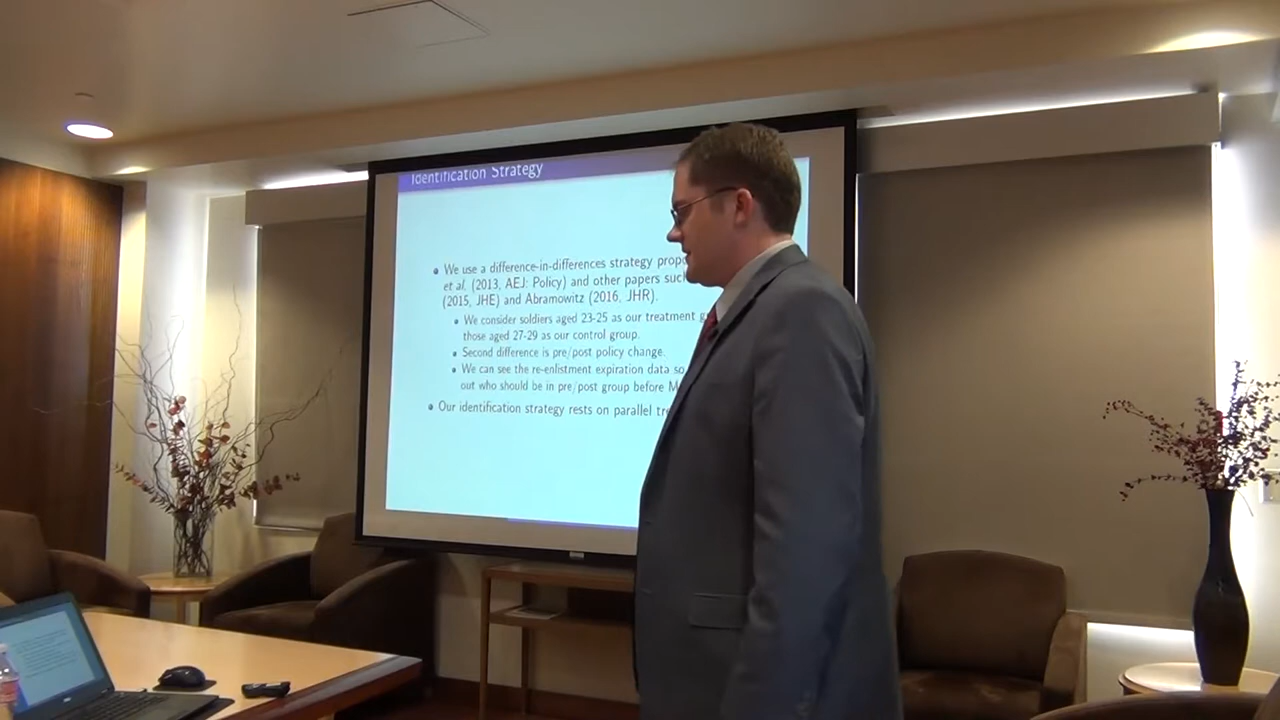 Identification Strategy
We use a difference-in-differences strategy
et al. (2013, AEJ: Policy) and other papers
(2015, JHE) and Abramowitz (2016, JHR).
We consider soldiers aged 23-25 as our treatment
those aged 27-29 as our control group.
Second difference is pre/post policy change.
We can see the re-enlistment expiration data so
out who should be in pre/post group before
Our identification strategy rests on parallel